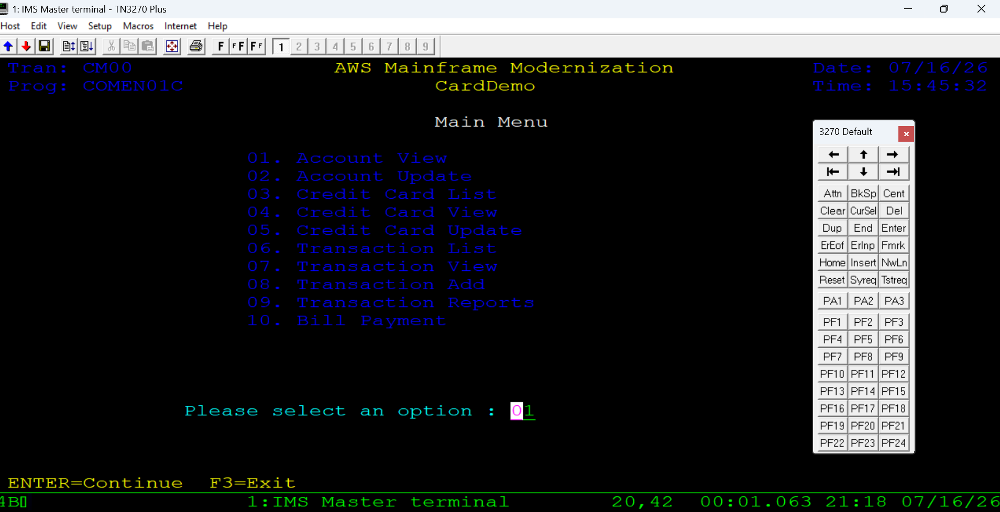 1: IMS Master terminal - TN3270 Plus
Host Edit View Setup Macros Internet Help
F FF FF 1 2 3 4 5 6 7 8 9
Tran: CM00 AWS Mainframe Modernization Date: 07/16/26
Prog: COMEN01C CardDemo Time: 15:45:32
Main Menu
01. Account View
02. Account Update
03. Credit Card List
04. Credit Card View
05. Credit Card Update
06. Transaction List
07. Transaction View
08. Transaction Add
09. Transaction Reports
10. Bill Payment
Please select an option : 01
ENTER=Continue F3=Exit
4B 1:IMS Master terminal 20,42 00:01.063 21:18 07/16/26
3270 Default
Attn BkSp Cent
Clear CurSel Del
Dup End Enter
ErEof ErInp Fmrk
Home Insert NwLn
Reset Syreq Tstreq
PA1 PA2 PA3
PF1 PF2 PF3
PF4 PF5 PF6
PF7 PF8 PF9
PF10 PF11 PF12
PF13 PF14 PF15
PF16 PF17 PF18
PF19 PF20 PF21
PF22 PF23 PF24